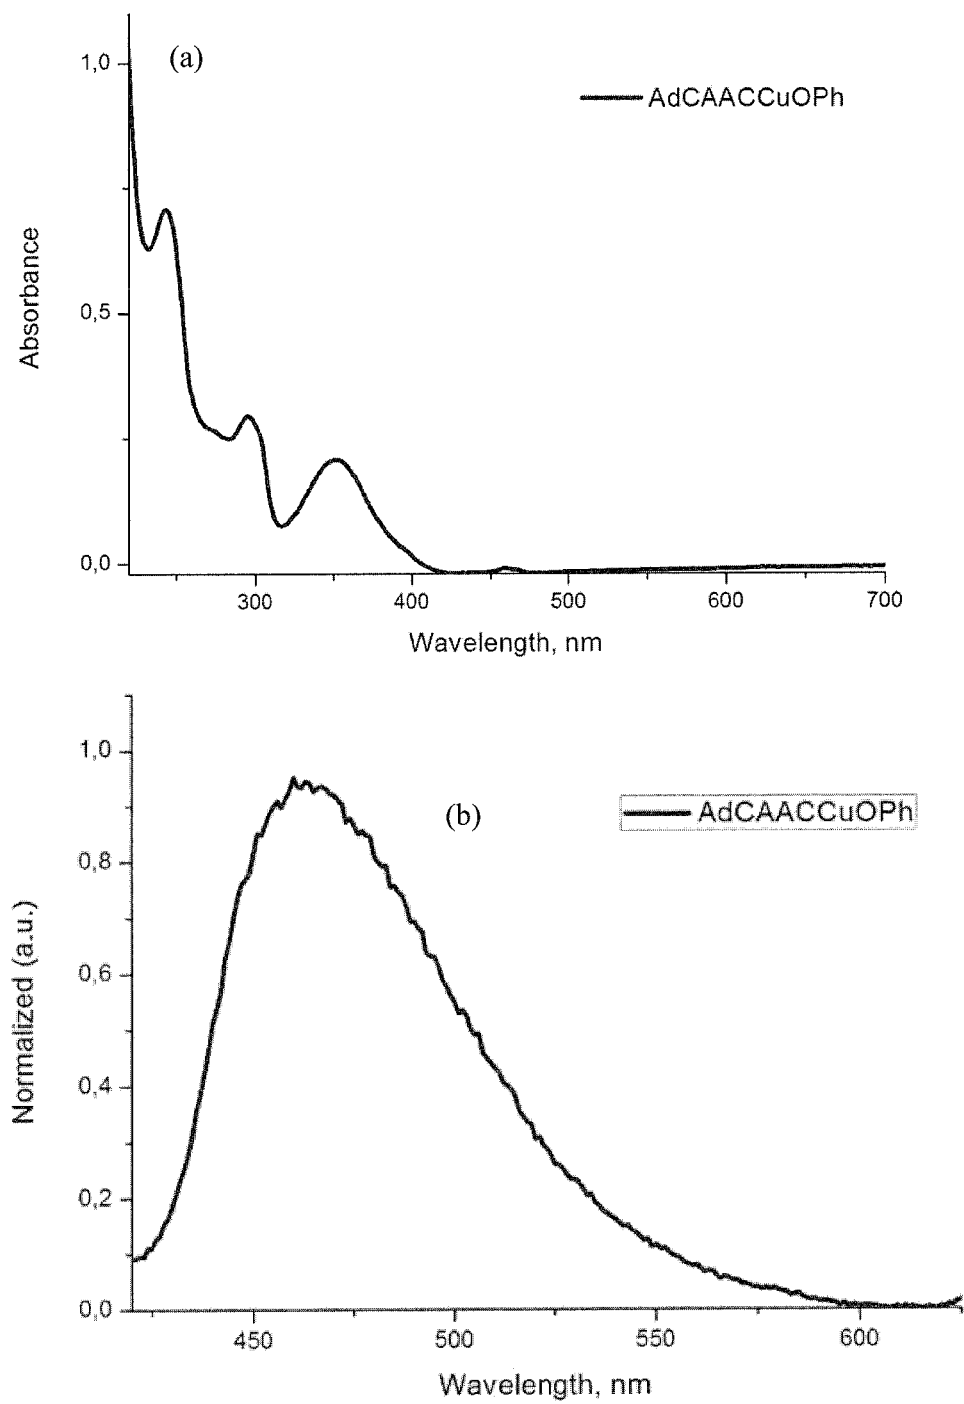 (a)
AdCAACCuOPh
1,0
0,5
0,0
Absorbance
300 400 500 600 700
Wavelength, nm
(b)
AdCAACCuOPh
1,0
0,8
0,6
0,4
0,2
0,0
Normalized (a.u.)
450 500 550 600
Wavelength, nm